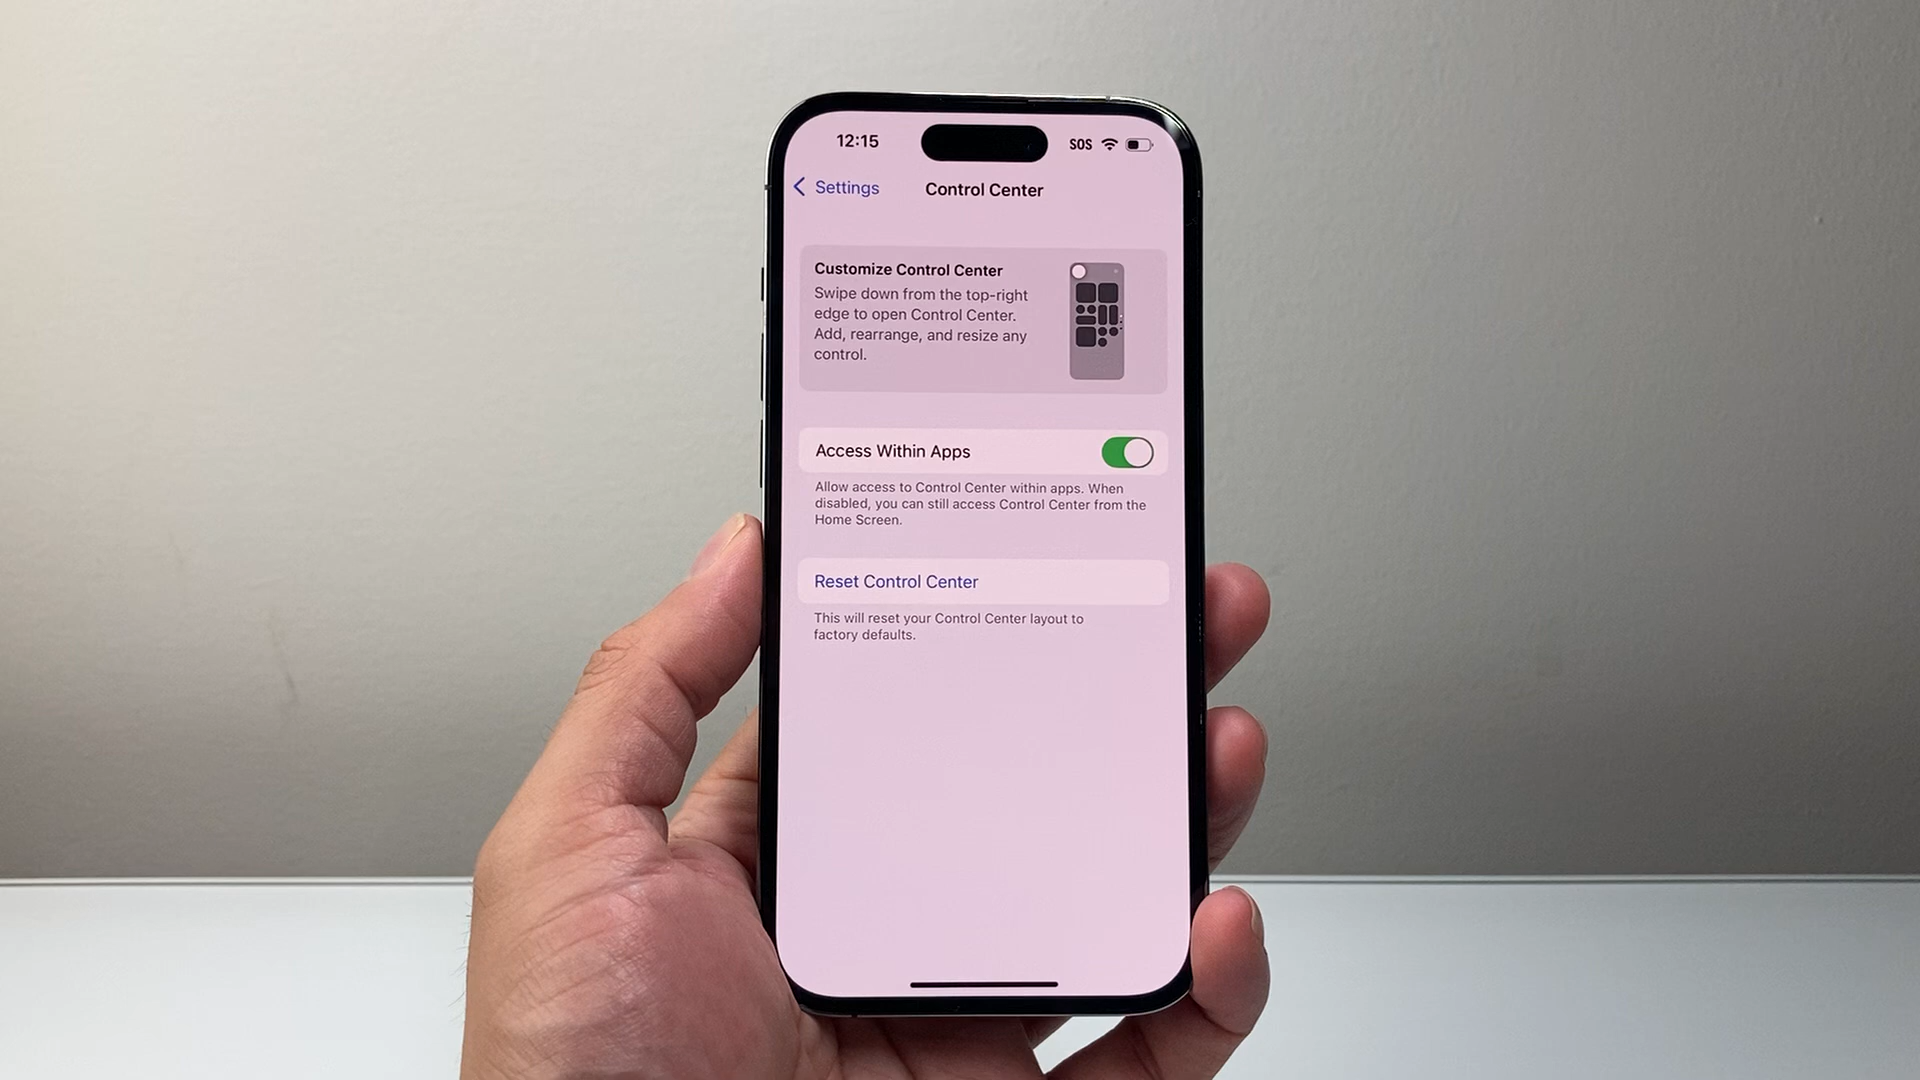 12:15
SOS
Settings
Control Center
Customize Control Center
Swipe down from the top-right
edge to open Control Center.
Add, rearrange, and resize any
control.
Access Within Apps
Allow access to Control Center within apps. When
disabled, you can still access Control Center from the
Home Screen.
Reset Control Center
This will reset your Control Center layout to
factory defaults.